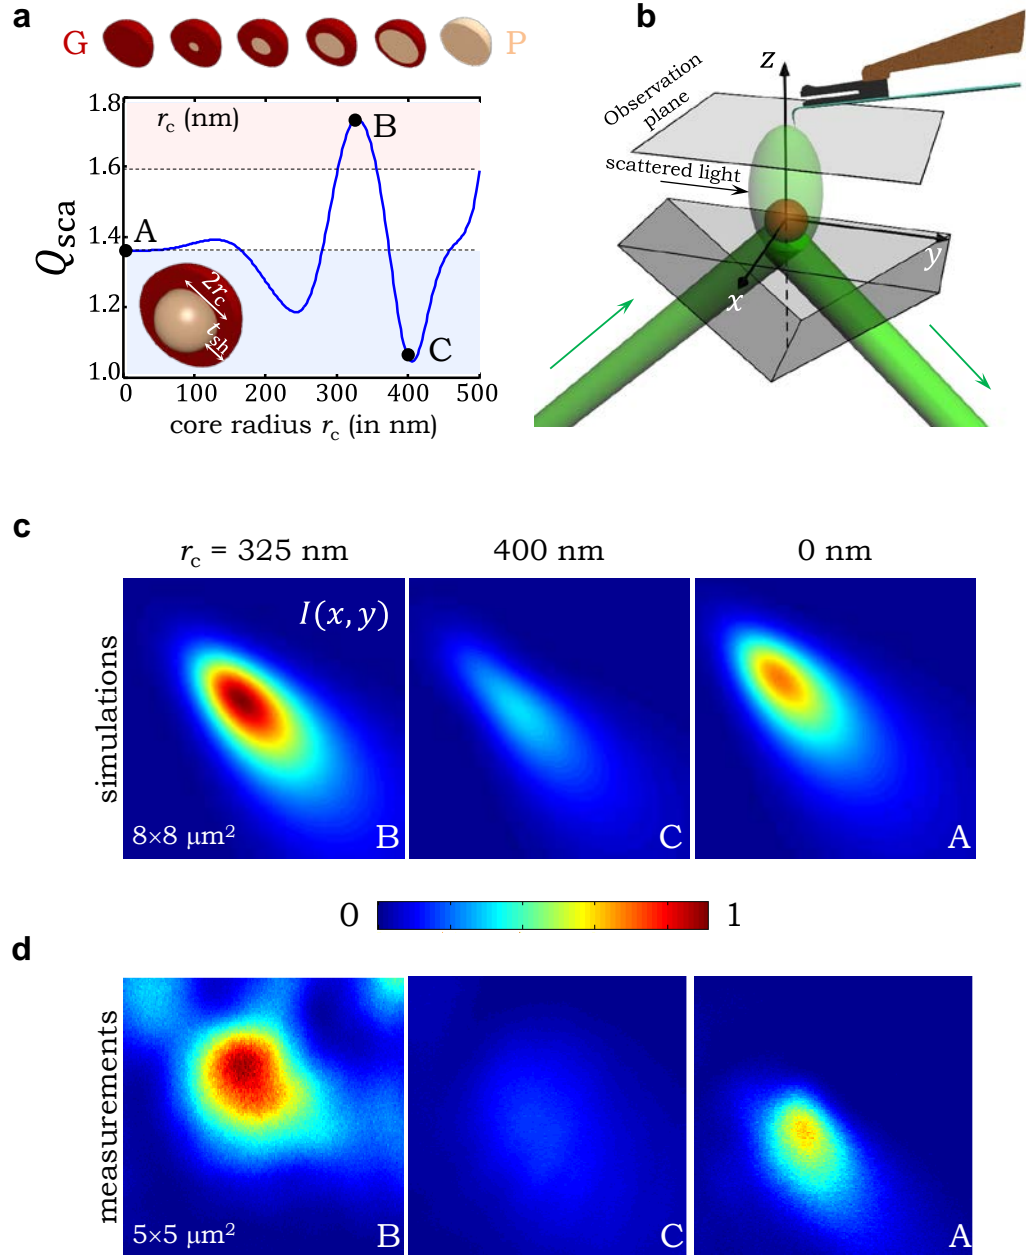 a
G
P
1.8
1.6
1.4
1.2
1.0
Qsca
r_c (nm)
A
B
C
2r_c
t_sh
0 100 200 300 400 500
core radius r_c (in nm)
b
z
Observation
plane
scattered light
y
x
c
r_c = 325 nm 400 nm 0 nm
simulations
I(x, y)
8×8 μm²
B
C
A
0 1
d
measurements
5×5 μm²
B
C
A